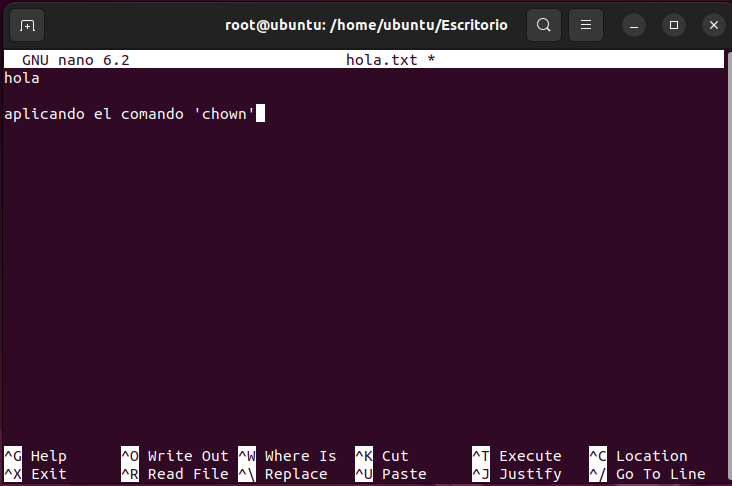 root@ubuntu: /home/ubuntu/Escritorio
GNU nano 6.2 hola.txt *
hola
aplicando el comando 'chown'
^G Help ^O Write Out ^W Where Is ^K Cut ^T Execute ^C Location
^X Exit ^R Read File ^\ Replace ^U Paste ^J Justify ^/ Go To Line